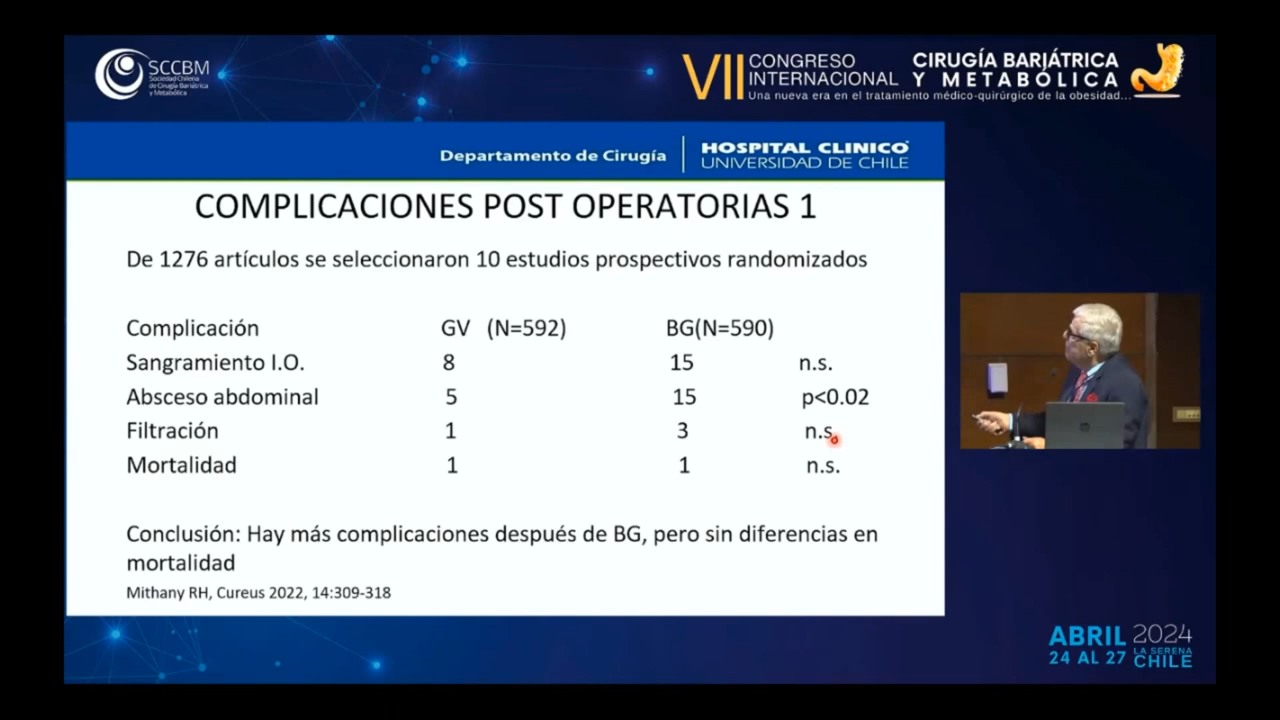 SCCBM
Sociedad Chilena
de Cirugía Bariátrica
y Metabólica
VII CONGRESO INTERNACIONAL
CIRUGÍA BARIÁTRICA
Y METABÓLICA
Una nueva era en el tratamiento médico-quirúrgico de la obesidad...
Departamento de Cirugía
HOSPITAL CLINICO
UNIVERSIDAD DE CHILE
COMPLICACIONES POST OPERATORIAS 1
De 1276 artículos se seleccionaron 10 estudios prospectivos randomizados
Complicación GV (N=592) BG(N=590)
Sangramiento I.O. 8 15 n.s.
Absceso abdominal 5 15 p<0.02
Filtración 1 3 n.s.
Mortalidad 1 1 n.s.
Conclusión: Hay más complicaciones después de BG, pero sin diferencias en
mortalidad
Mithany RH, Cureus 2022, 14:309-318
ABRIL 2024
24 AL 27 LA SERENA
CHILE